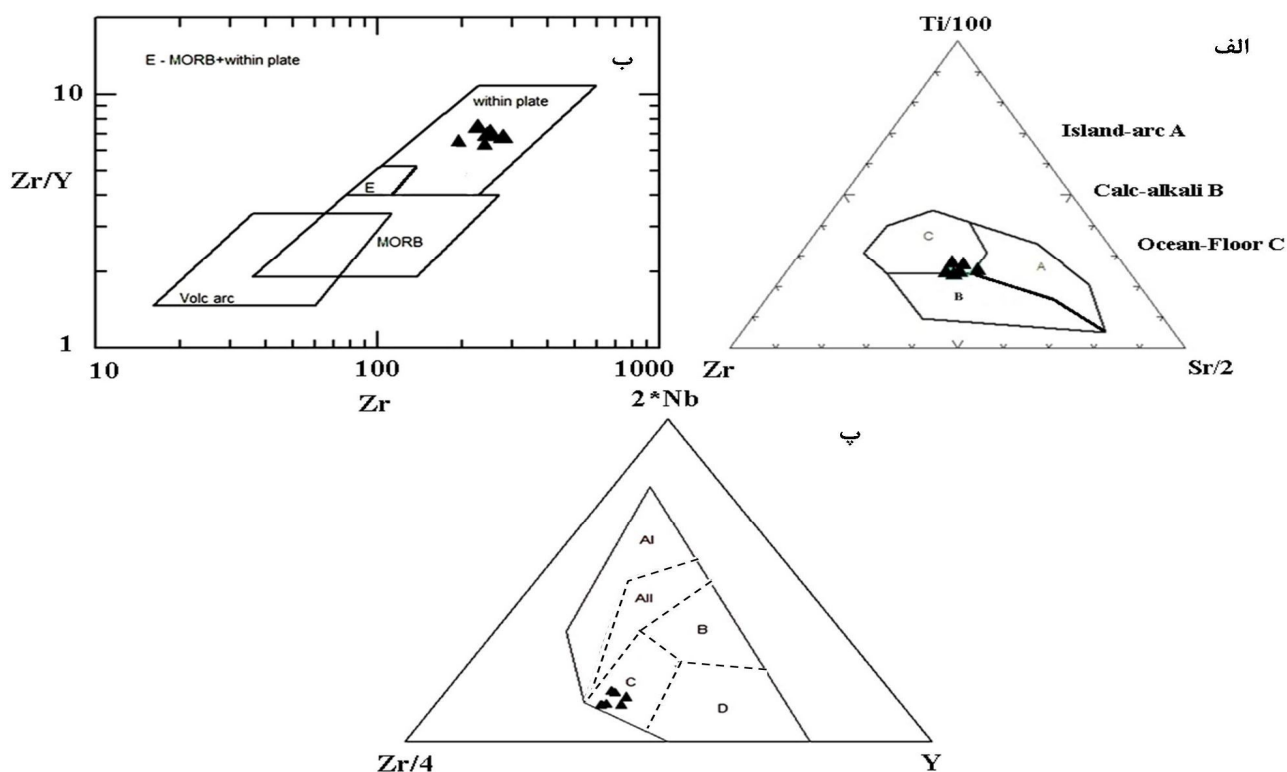 ب
E - MORB+within plate
within plate
10
Zr/Y
E
MORB
Volc arc
1
10
100
1000
Zr
الف
Ti/100
Island-arc A
Calc-alkali B
Ocean-Floor C
C
A
B
Zr
Sr/2
پ
2*Nb
AI
AII
B
C
D
Zr/4
Y